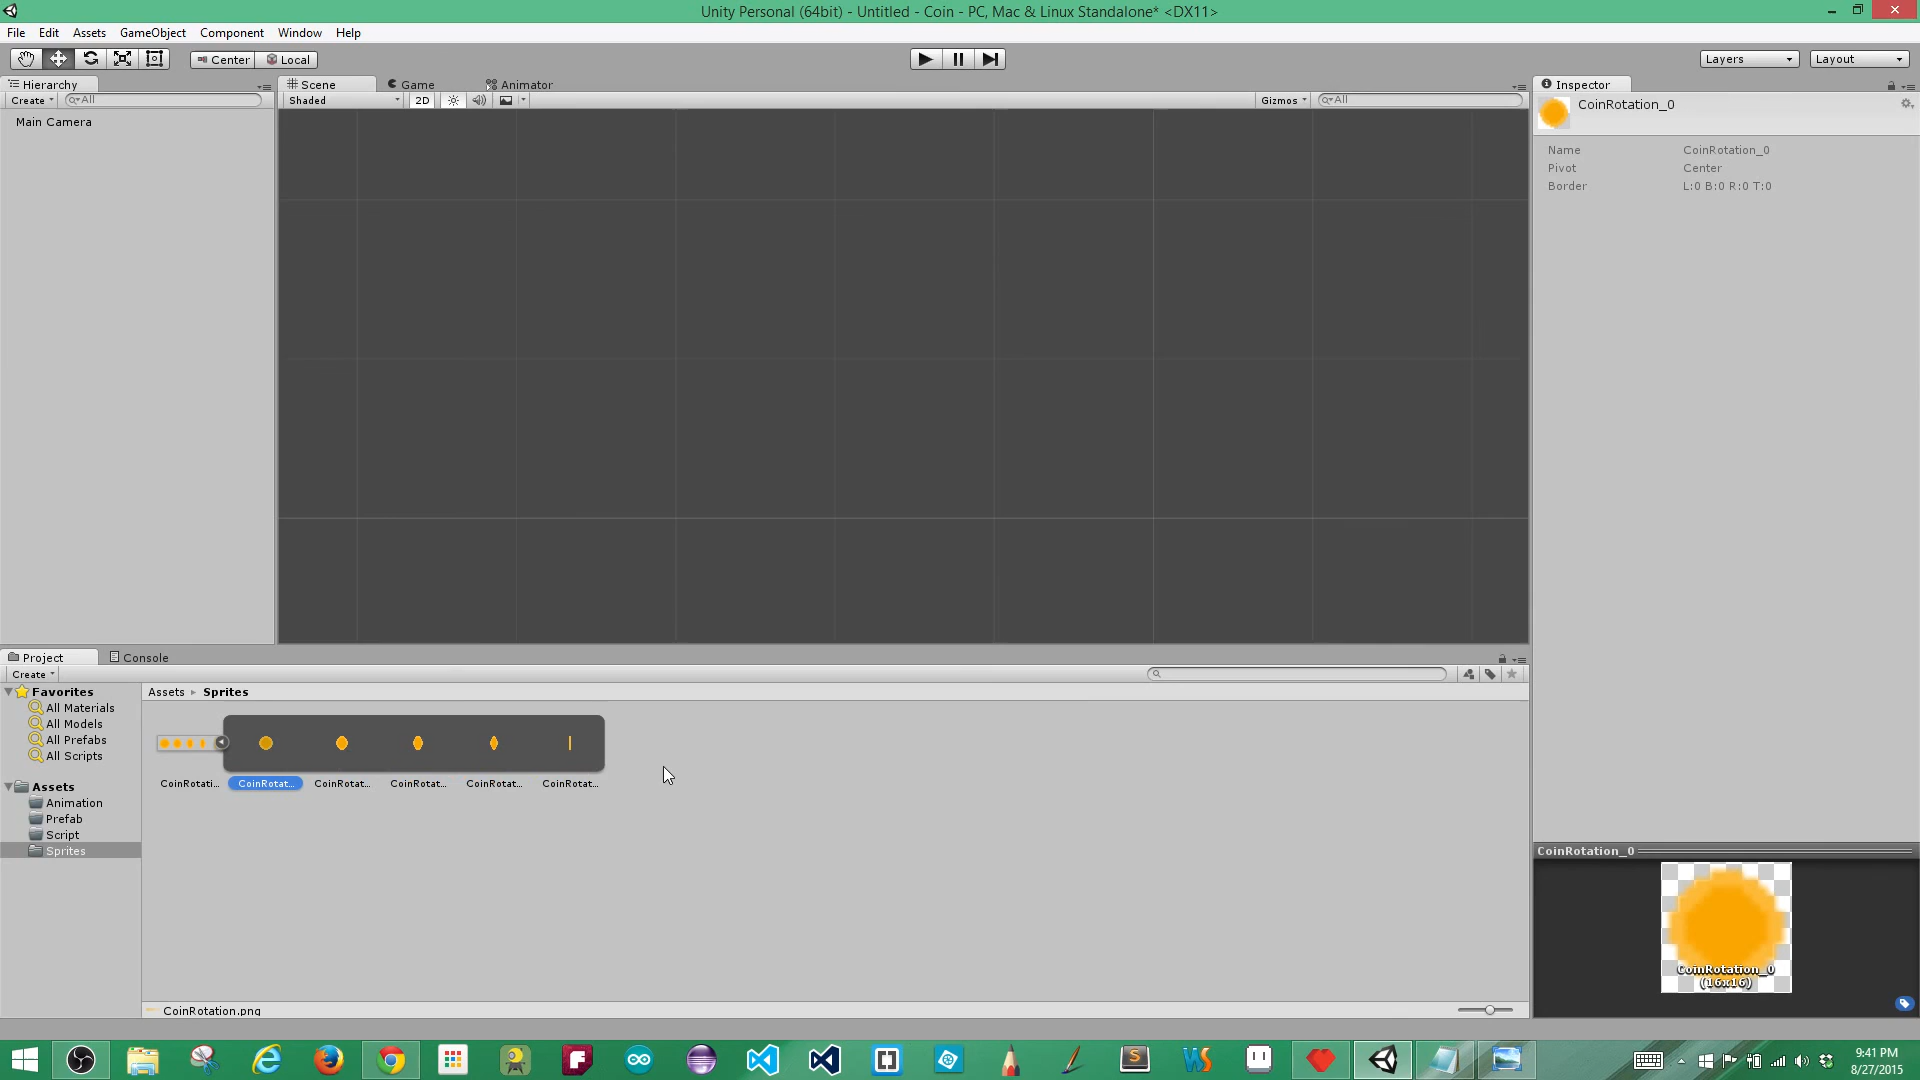 Unity Personal (64bit) - Untitled - Coin - PC, Mac & Linux Standalone* <DX11>
File Edit Assets GameObject Component Window Help
Center Local Layers Layout
Hierarchy Scene Game Animator Inspector
Create All Shaded 2D Gizmos All CoinRotation_0
Main Camera
Name CoinRotation_0
Pivot Center
Border L:0 B:0 R:0 T:0
Project Console
Create
Favorites Assets Sprites
All Materials
All Models
All Prefabs
All Scripts
CoinRotati... CoinRotat... CoinRotat... CoinRotat... CoinRotat... CoinRotat...
Assets
Animation
Prefab
Script
Sprites
CoinRotation_0
CoinRotation_0
(16x16)
CoinRotation.png
9:41 PM
8/27/2015